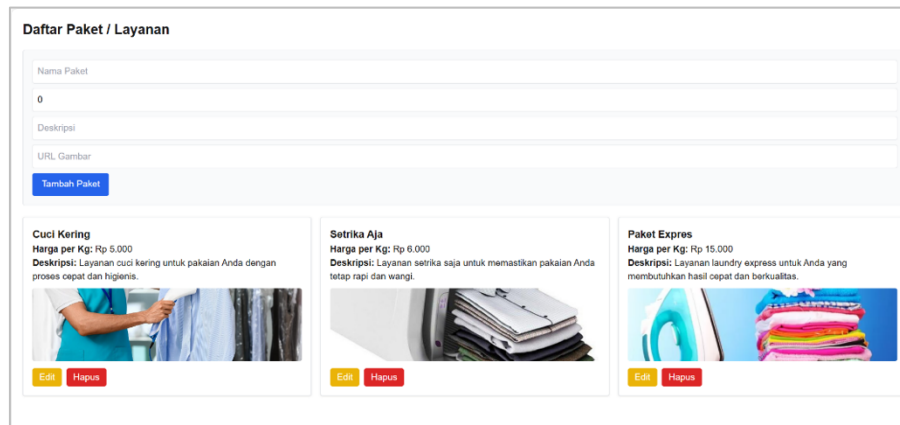 Daftar Paket / Layanan
Nama Paket
0
Deskripsi
URL Gambar
Tambah Paket
Cuci Kering
Harga per Kg: Rp 5.000
Deskripsi: Layanan cuci kering untuk pakaian Anda dengan
proses cepat dan higienis.
Edit Hapus
Setrika Aja
Harga per Kg: Rp 6.000
Deskripsi: Layanan setrika saja untuk memastikan pakaian Anda
tetap rapi dan wangi.
Edit Hapus
Paket Expres
Harga per Kg: Rp 15.000
Deskripsi: Layanan laundry express untuk Anda yang
membutuhkan hasil cepat dan berkualitas.
Edit Hapus